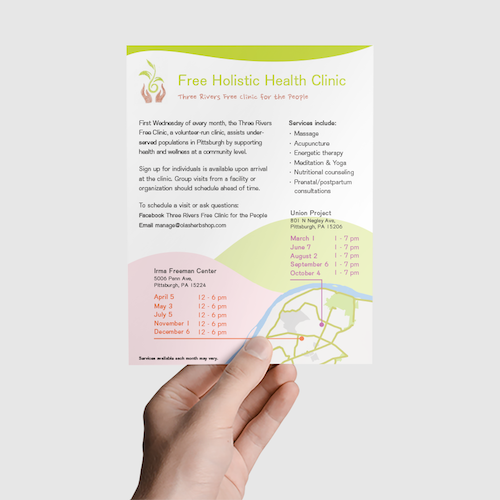 Free Holistic Health Clinic
Three Rivers Free Clinic for the People
First Wednesday of every month, the Three Rivers
Free Clinic, a volunteer-run clinic, assists under-
served populations in Pittsburgh by supporting
health and wellness at a community level.
Sign up for individuals is available upon arrival
at the clinic. Group visits from a facility or
organization should schedule ahead of time.
To schedule a visit or ask questions:
Facebook Three Rivers Free Clinic for the People
Email manage@olasherbshop.com
Services include:
• Massage
• Acupuncture
• Energetic therapy
• Meditation & Yoga
• Nutritional counseling
• Prenatal/postpartum
consultations
Union Project
801 N Negley Ave,
Pittsburgh, PA 15206
March 1 1 - 7 pm
June 7 1 - 7 pm
August 2 1 - 7 pm
September 6 1 - 7 pm
October 4 1 - 7 pm
Irma Freeman Center
5006 Penn Ave,
Pittsburgh, PA 15224
April 5 12 - 6 pm
May 3 12 - 6 pm
July 5 12 - 6 pm
November 1 12 - 6 pm
December 6 12 - 6 pm
Services available each month may vary.